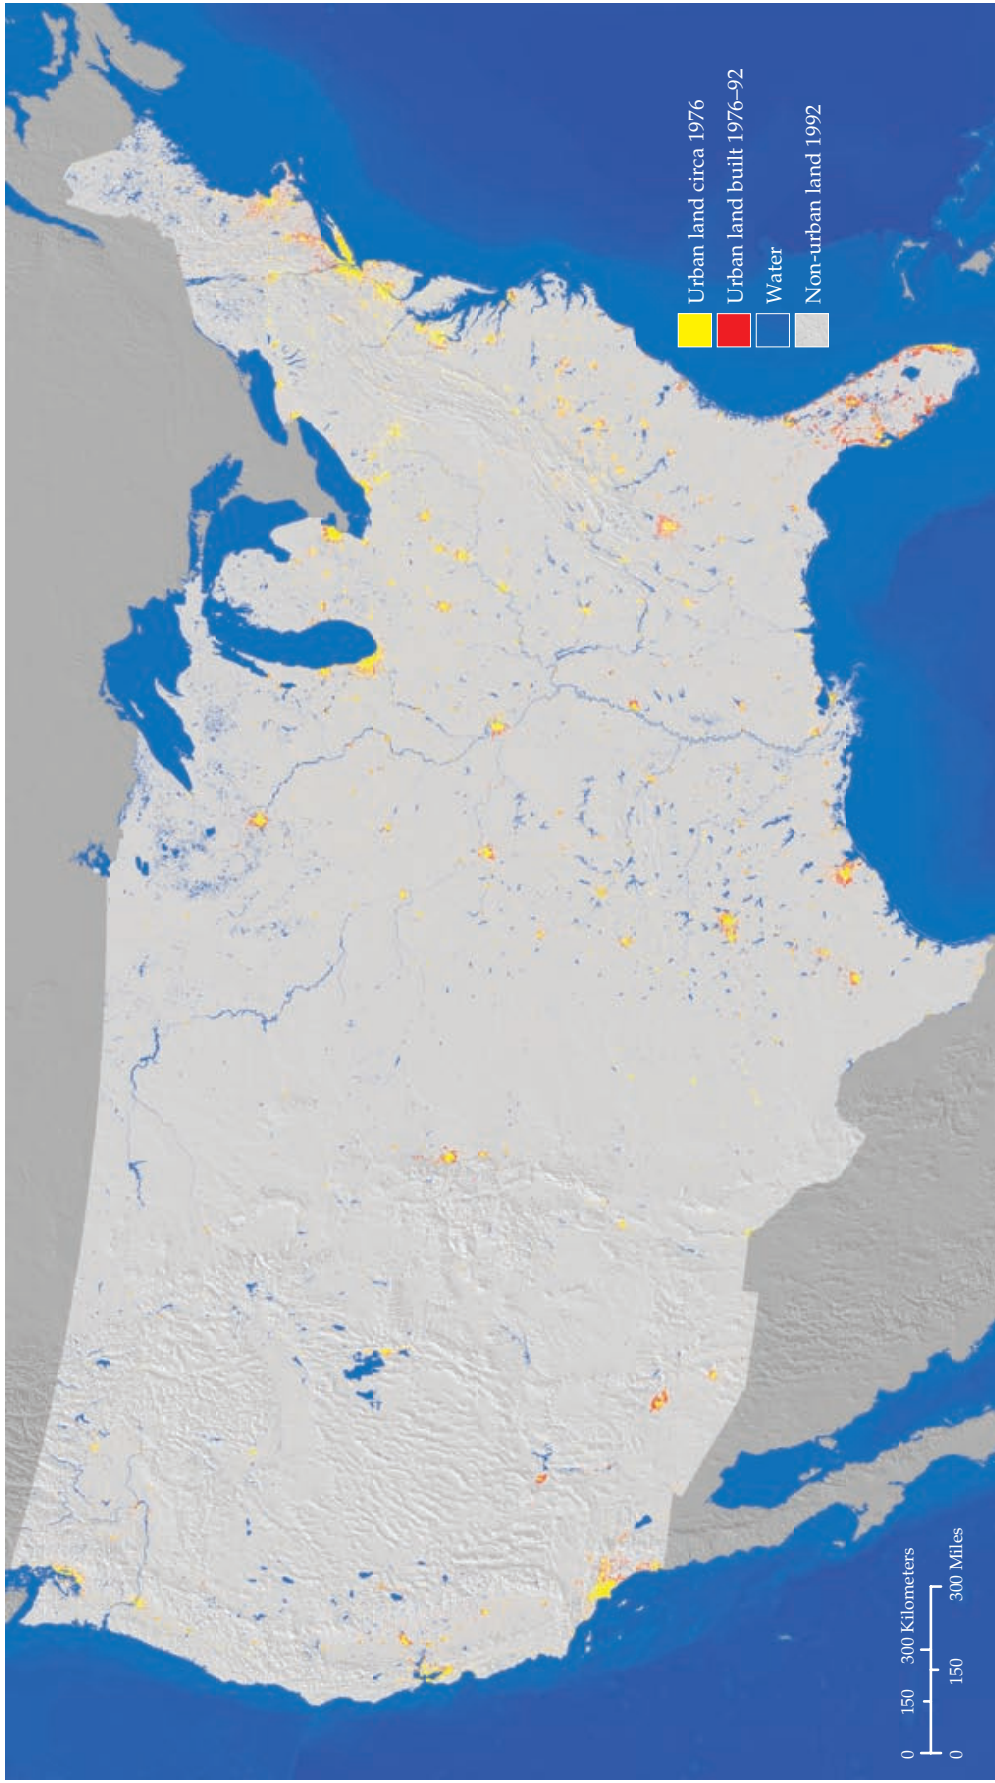 Urban land circa 1976
Urban land built 1976–92
Water
Non-urban land 1992
0 150 300 Kilometers
0 150 300 Miles